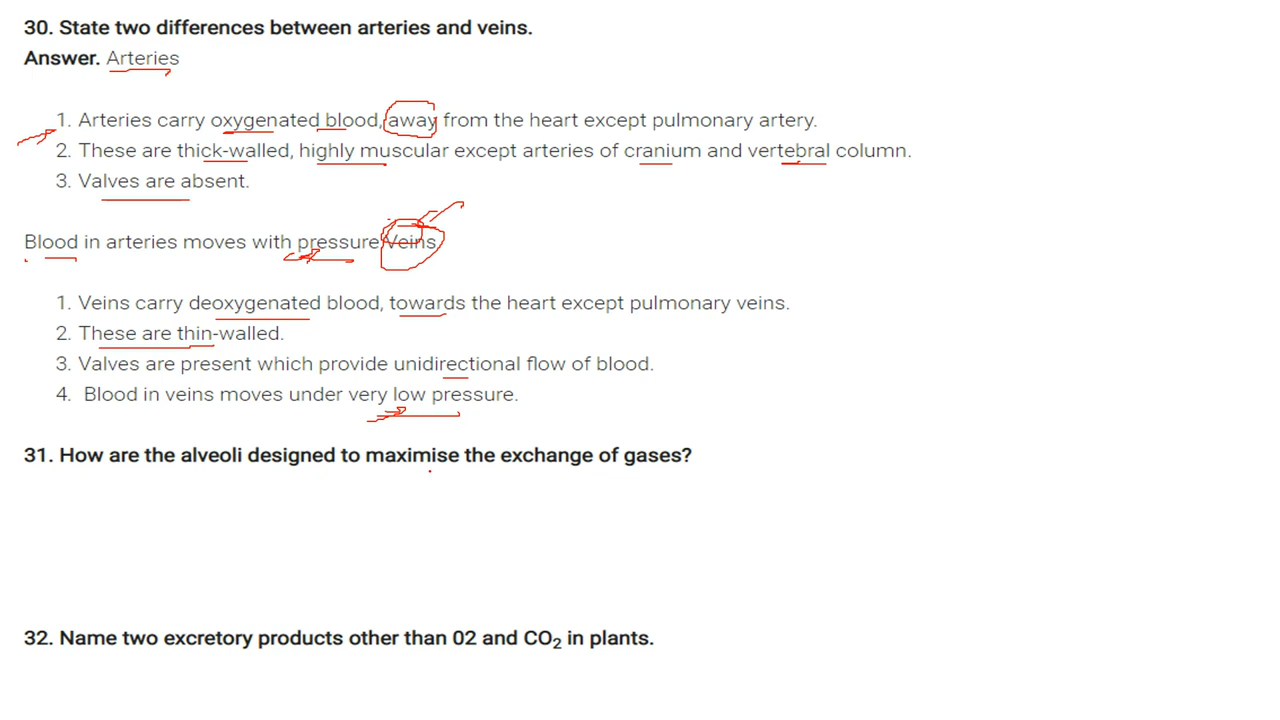 30. State two differences between arteries and veins.
Answer. Arteries
1. Arteries carry oxygenated blood, away from the heart except pulmonary artery.
2. These are thick-walled, highly muscular except arteries of cranium and vertebral column.
3. Valves are absent.
Blood in arteries moves with pressure Veins
1. Veins carry deoxygenated blood, towards the heart except pulmonary veins.
2. These are thin-walled.
3. Valves are present which provide unidirectional flow of blood.
4. Blood in veins moves under very low pressure.
31. How are the alveoli designed to maximise the exchange of gases?
32. Name two excretory products other than 02 and CO₂ in plants.